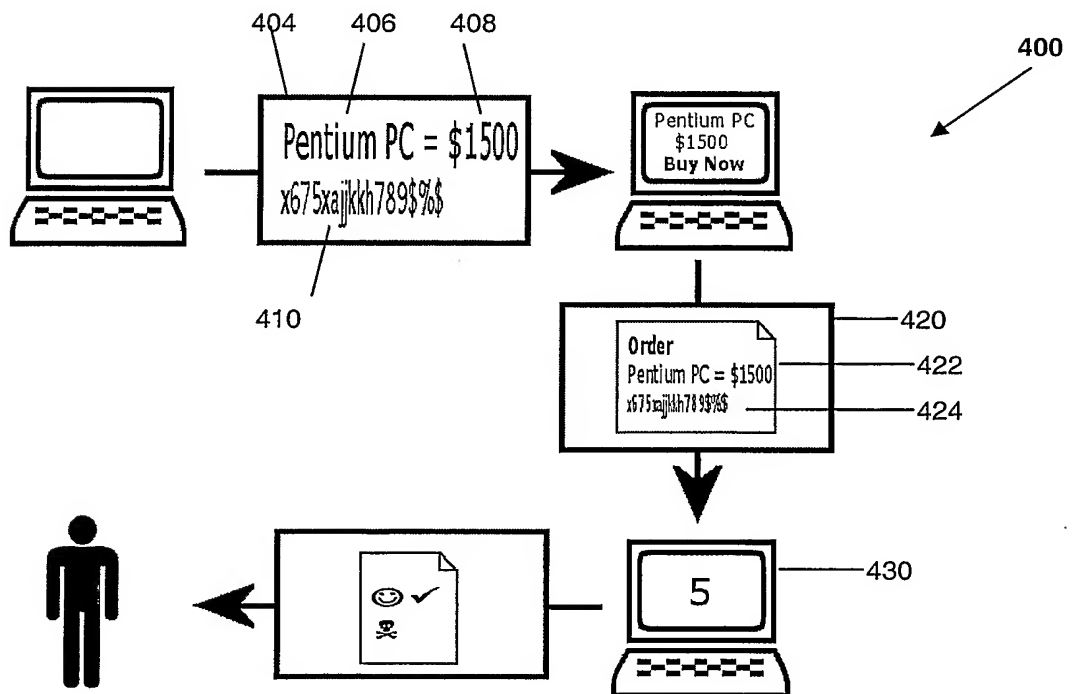 404 406 408
400
Pentium PC = $1500
x675xajjkkh789$%$
Pentium PC
$1500
Buy Now
410
420
Order
Pentium PC = $1500
422
x675xajjkkh789$%$
424
5
430